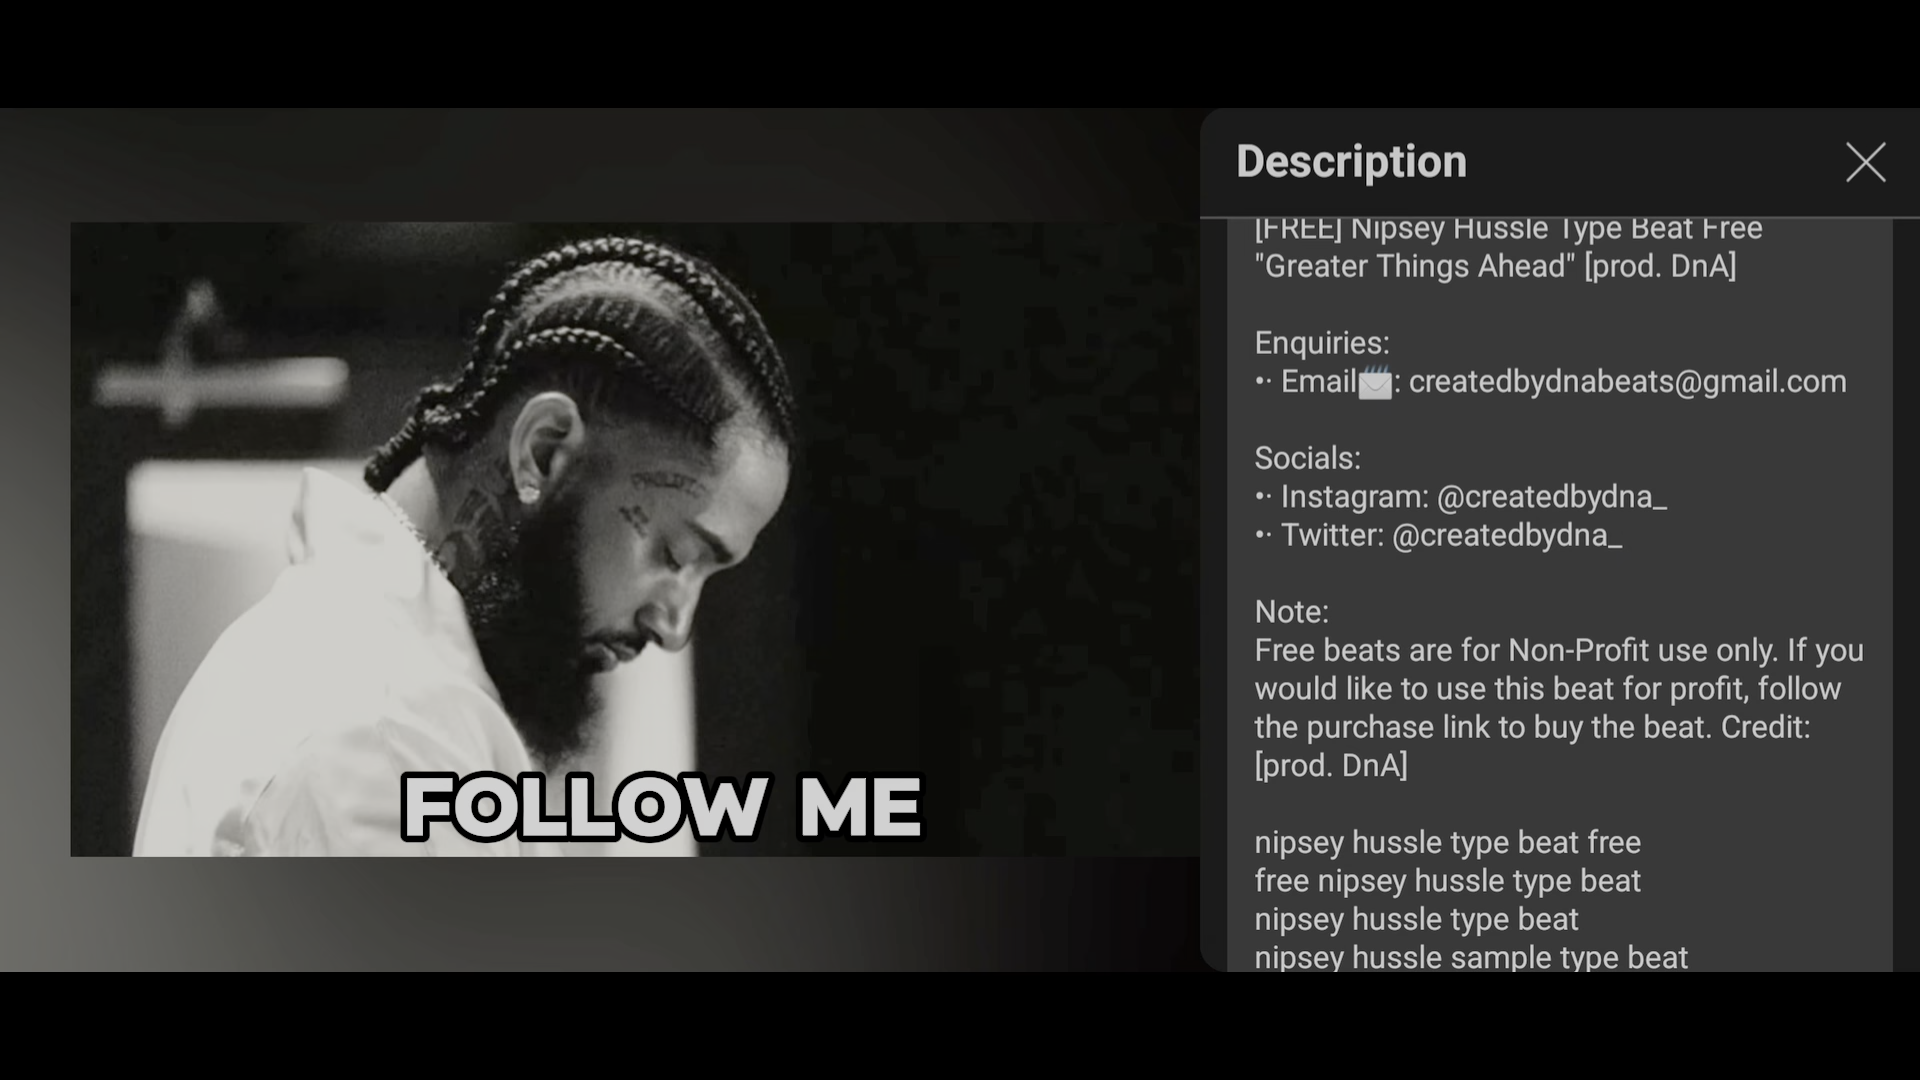 FOLLOW ME
Description
[FREE] Nipsey Hussle Type Beat Free
"Greater Things Ahead" [prod. DnA]
Enquiries:
•· Email📨: createdbydnabeats@gmail.com
Socials:
•· Instagram: @createdbydna_
•· Twitter: @createdbydna_
Note:
Free beats are for Non-Profit use only. If you
would like to use this beat for profit, follow
the purchase link to buy the beat. Credit:
[prod. DnA]
nipsey hussle type beat free
free nipsey hussle type beat
nipsey hussle type beat
nipsey hussle sample type beat